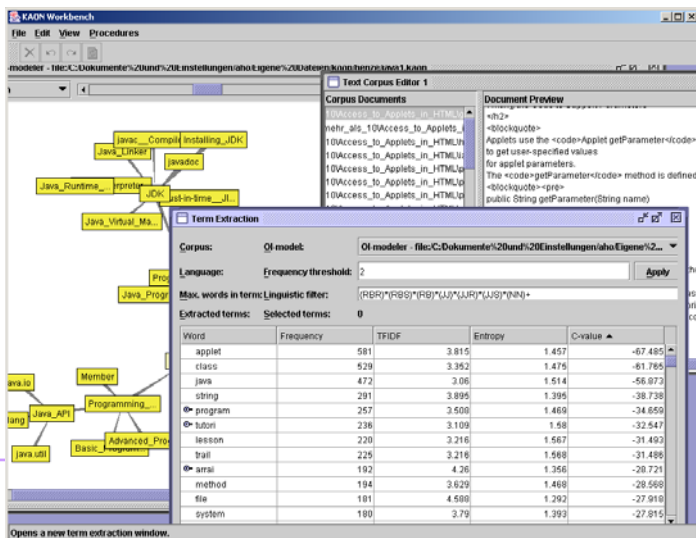 KAON Workbench
File Edit View Procedures
-modeler - file:C:Dokumente%20und%20Einstellungen/aho/Eigene%20Dateien/kaon/henze/java1.kaon
Text Corpus Editor 1
Corpus Documents
Document Preview
10\Access_to_Applets_in_HTML\p
mehr_als_10\Access_to_Applets_i
10\Access_to_Applets_in_HTML\h
10\Access_to_Applets_in_HTML\j
10\Access_to_Applets_in_HTML\p
10\Access_to_Applets_in_HTML\p
10\Access_to_Applets_in_HTML\p
</h2>
<blockquote>
Applets use the <code>Applet getParameter</code>
to get user-specified values
for applet parameters.
The <code>getParameter</code> method is defined
<blockquote><pre>
public String getParameter(String name)
javac__Compile
Installing_JDK
Java_Linker
javadoc
Java_Runtime_...
erpreter
JDK
ust-in-time__JI...
Java_Virtual_Ma...
Prog
Java_Progr
Member
java.io
Programming_...
Java_API
lang
java.util
Basic_Program...
Advanced_Prog
Term Extraction
Corpus: OI-model: OI-modeler - file:/C:Dokumente%20und%20Einstellungen/aho/Eigene%2...
Language: Frequency threshold: 2 Apply
Max. words in term: Linguistic filter: (RBR)*(RBS)*(RB)*(JJ)*(JJR)*(JJS)*(NN)+
Extracted terms: Selected terms: 0
Word Frequency TFIDF Entropy C-value
applet 581 3.815 1.457 -67.485
class 529 3.352 1.475 -61.765
java 472 3.06 1.514 -56.873
string 291 3.895 1.395 -38.738
program 257 3.508 1.469 -34.659
tutori 236 3.109 1.58 -32.547
lesson 220 3.216 1.567 -31.493
trail 225 3.216 1.568 -31.486
arrai 192 4.26 1.356 -28.721
method 194 3.629 1.468 -28.568
file 181 4.588 1.292 -27.918
system 180 3.79 1.393 -27.815
Opens a new term extraction window.